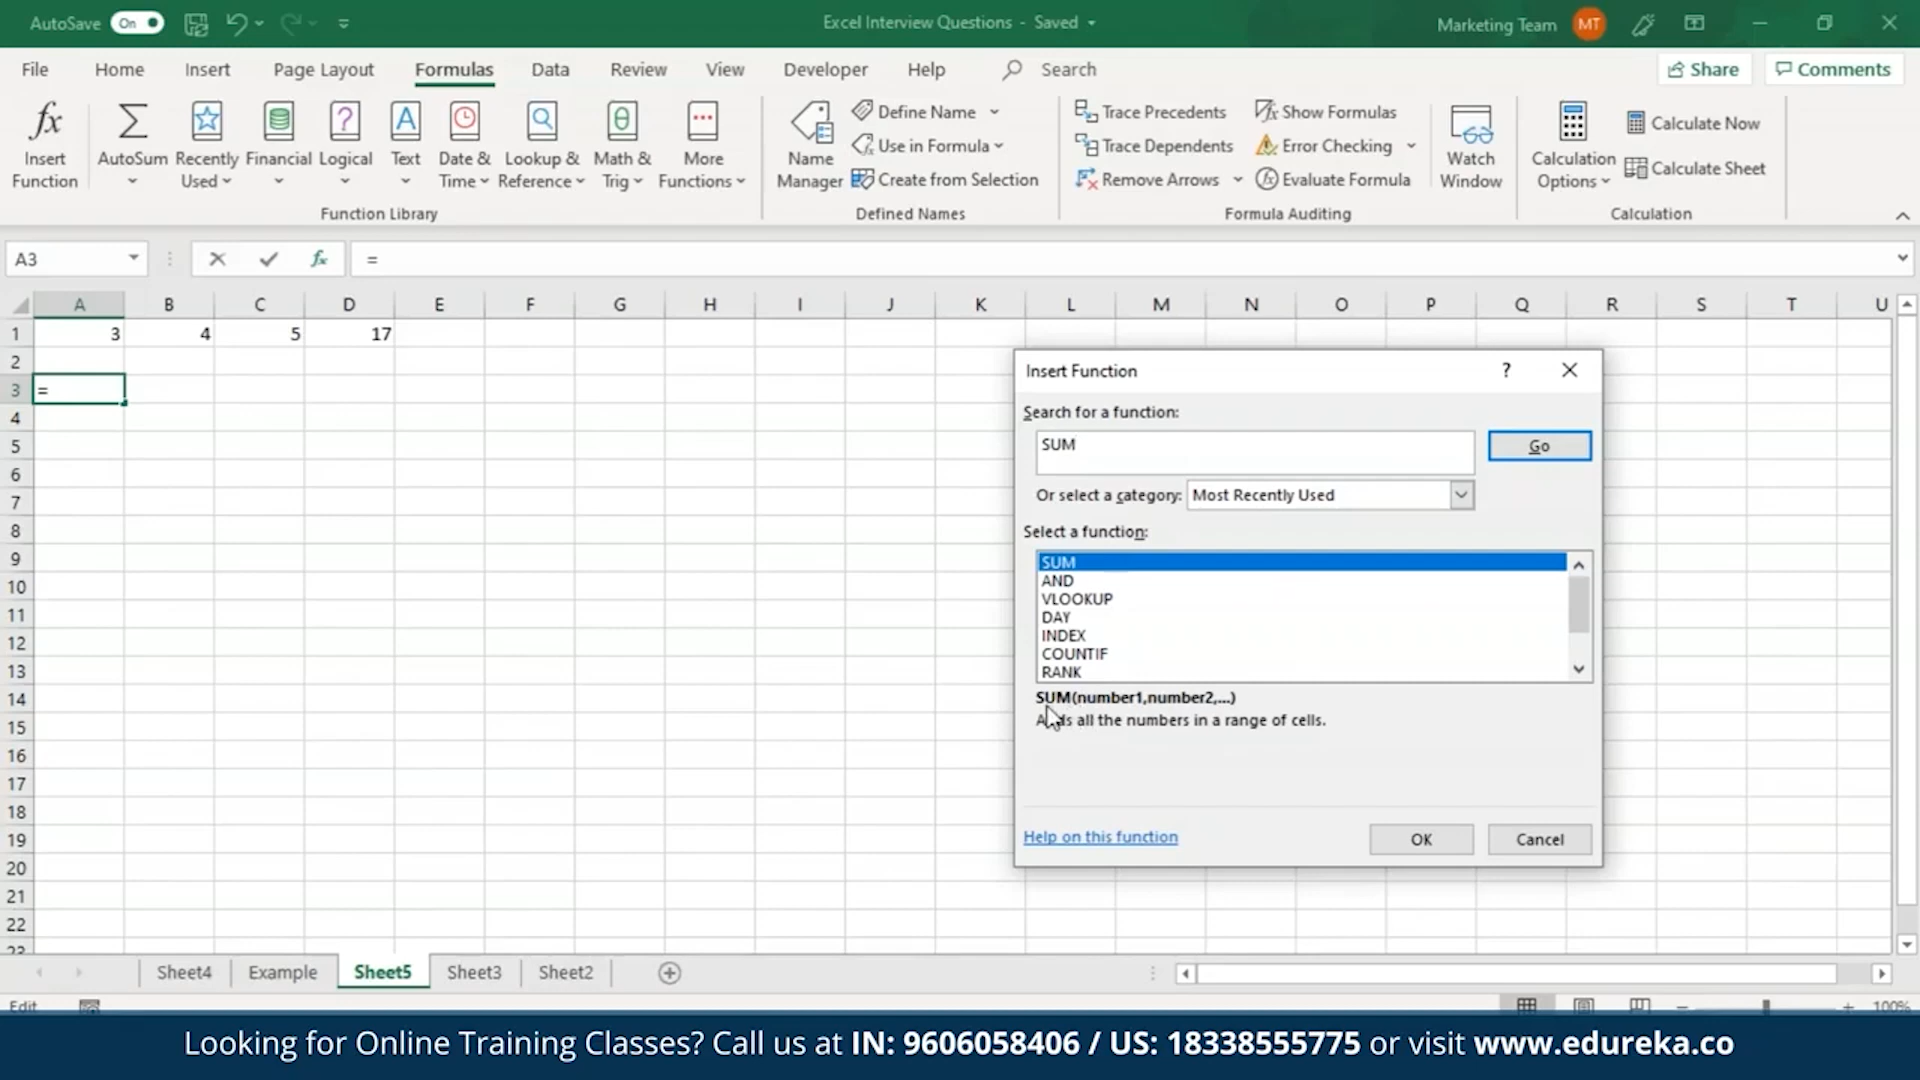 AutoSave On
Excel Interview Questions - Saved
Marketing Team MT
File Home Insert Page Layout Formulas Data Review View Developer Help Search Share Comments
Insert Function
AutoSum
Recently Used
Financial
Logical
Text
Date & Time
Lookup & Reference
Math & Trig
More Functions
Function Library
Name Manager
Define Name
Use in Formula
Create from Selection
Defined Names
Trace Precedents
Trace Dependents
Remove Arrows
Show Formulas
Error Checking
Evaluate Formula
Formula Auditing
Watch Window
Calculation Options
Calculate Now
Calculate Sheet
Calculation
A3 fx =
A B C D E F G H I J K L M N O P Q R S T U
1 3 4 5 17
2
3 =
4
5
6
7
8
9
10
11
12
13
14
15
16
17
18
19
20
21
22
23
Insert Function ?
Search for a function:
SUM Go
Or select a category: Most Recently Used
Select a function:
SUM
AND
VLOOKUP
DAY
INDEX
COUNTIF
RANK
SUM(number1,number2,...)
Adds all the numbers in a range of cells.
Help on this function OK Cancel
Sheet4 Example Sheet5 Sheet3 Sheet2
Edit 100%
Looking for Online Training Classes? Call us at IN: 9606058406 / US: 18338555775 or visit www.edureka.co